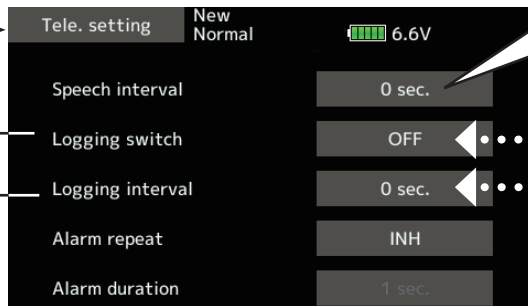 Tele. setting
New
Normal
6.6V
Speech interval 0 sec.
Logging switch OFF
Logging interval 0 sec.
Alarm repeat INH
Alarm duration 1 sec.